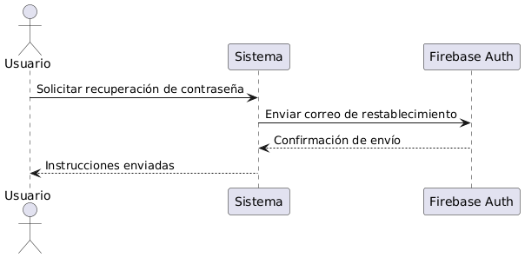 Usuario
Sistema
Firebase Auth
Solicitar recuperación de contraseña
Enviar correo de restablecimiento
Confirmación de envío
Instrucciones enviadas
Usuario
Sistema
Firebase Auth